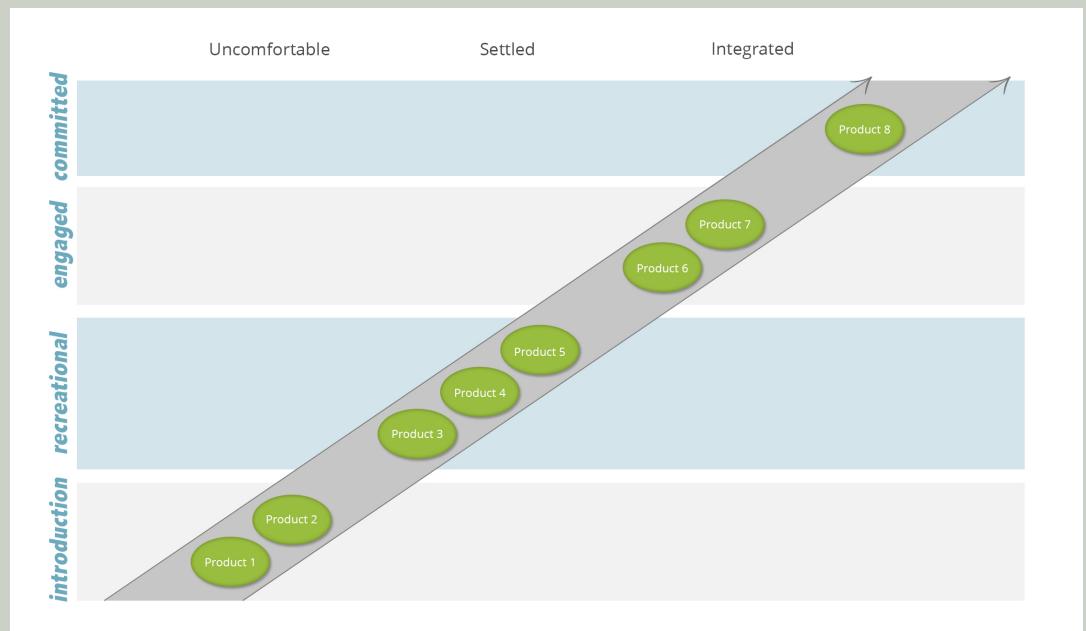 Uncomfortable
Settled
Integrated
committed
Product 8
engaged
Product 7
Product 6
recreational
Product 5
Product 4
Product 3
introduction
Product 2
Product 1